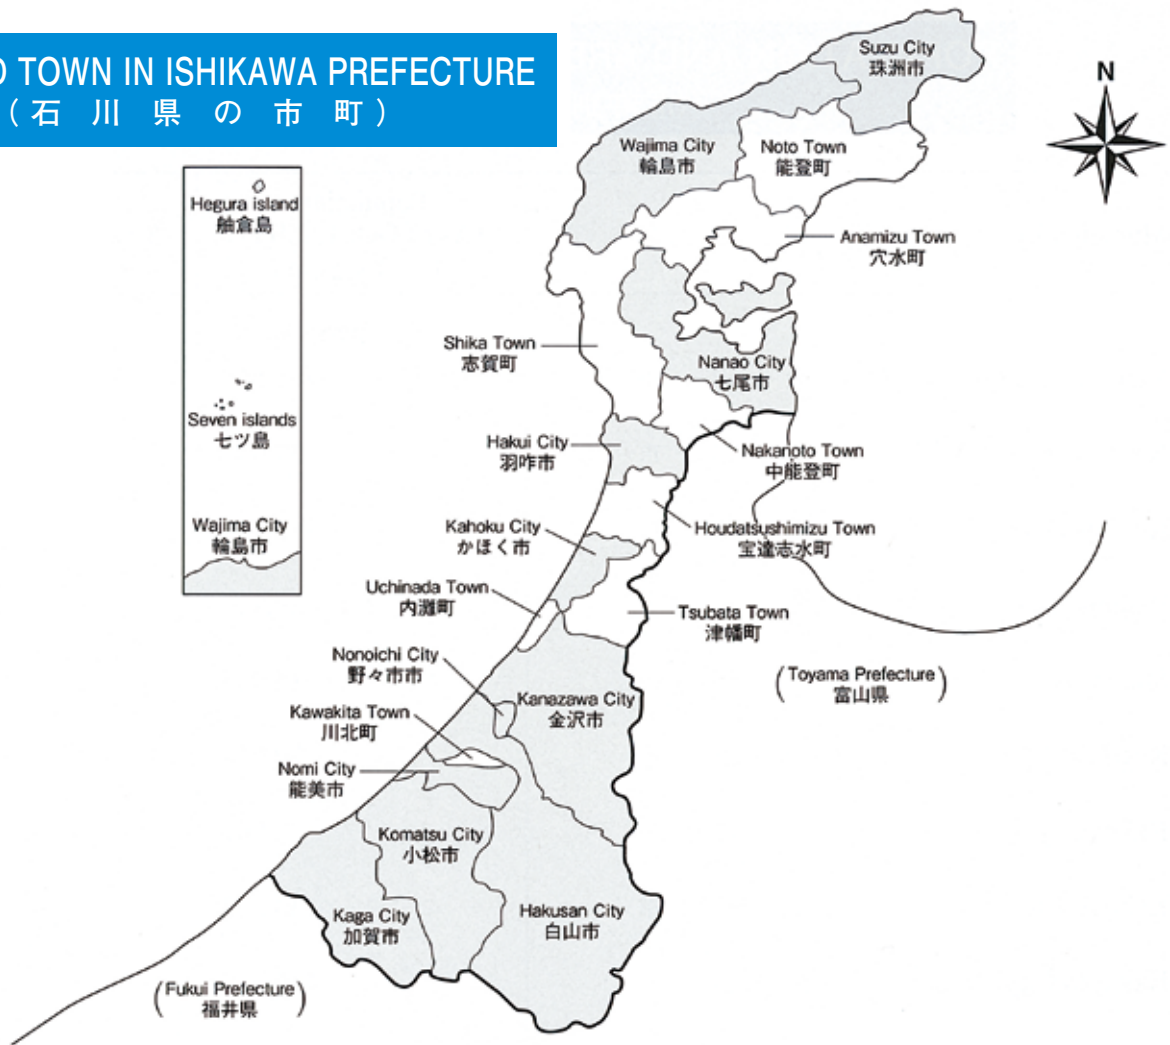 TOWN IN ISHIKAWA PREFECTURE
(石川県の市町)
N
Suzu City
珠洲市
Wajima City
輪島市
Noto Town
能登町
Hegura island
舳倉島
Anamizu Town
穴水町
Shika Town
志賀町
Nanao City
七尾市
Seven islands
七ツ島
Hakui City
羽咋市
Nakanoto Town
中能登町
Wajima City
輪島市
Kahoku City
かほく市
Houdatsushimizu Town
宝達志水町
Uchinada Town
内灘町
Tsubata Town
津幡町
Nonoichi City
野々市市
(Toyama Prefecture)
富山県
Kanazawa City
金沢市
Kawakita Town
川北町
Nomi City
能美市
Komatsu City
小松市
Kaga City
加賀市
Hakusan City
白山市
(Fukui Prefecture)
福井県